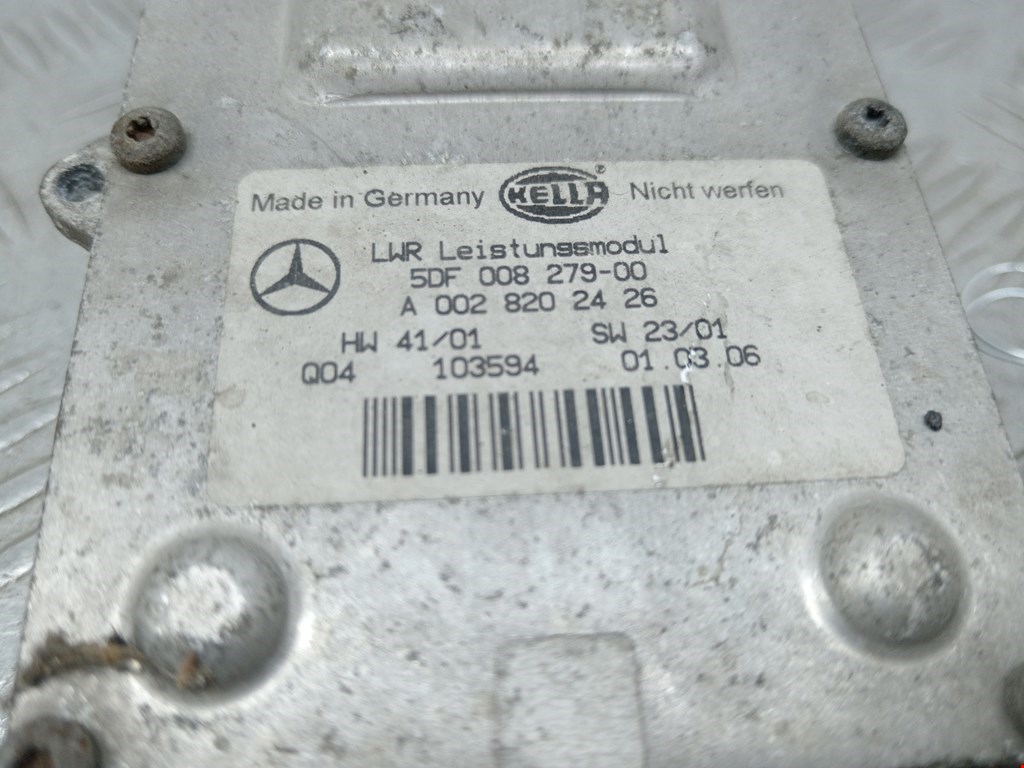 Made in Germany HELLA® Nicht werfen
LWR Leistungsmodul
5DF 008 279-00
A 002 820 24 26
HW 41/01 SW 23/01
Q04 103594 01.03.06